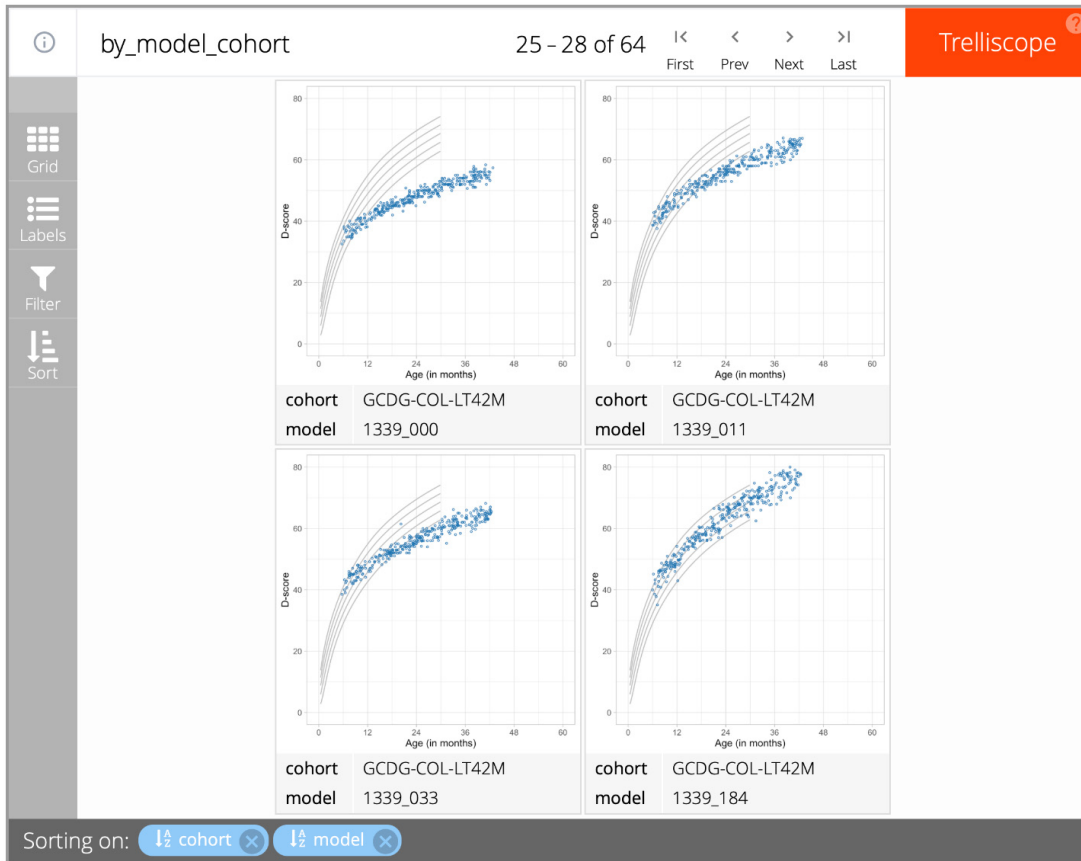 by_model_cohort
25 – 28 of 64
First Prev Next Last
Trelliscope
?
Grid
Labels
Filter
Sort
80
60
40
20
0
D-score
0 12 24 36 48 60
Age (in months)
cohort GCDG-COL-LT42M
model 1339_000
80
60
40
20
0
D-score
0 12 24 36 48 60
Age (in months)
cohort GCDG-COL-LT42M
model 1339_011
80
60
40
20
0
D-score
0 12 24 36 48 60
Age (in months)
cohort GCDG-COL-LT42M
model 1339_033
80
60
40
20
0
D-score
0 12 24 36 48 60
Age (in months)
cohort GCDG-COL-LT42M
model 1339_184
Sorting on: A Z cohort A Z model